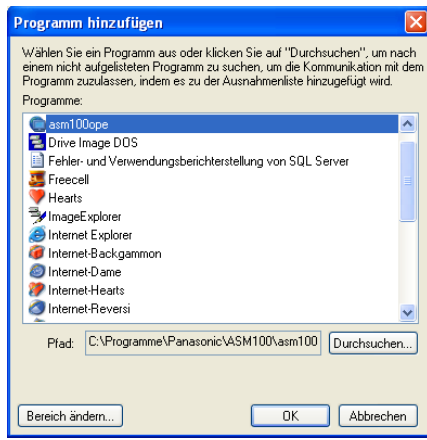 Programm hinzufügen
Wählen Sie ein Programm aus oder klicken Sie auf "Durchsuchen", um nach
einem nicht aufgelisteten Programm zu suchen, um die Kommunikation mit dem
Programm zuzulassen, indem es zu der Ausnahmenliste hinzugefügt wird.
Programme:
asm100ope
Drive Image DOS
Fehler- und Verwendungsberichterstellung von SQL Server
Freecell
Hearts
ImageExplorer
Internet Explorer
Internet-Backgammon
Internet-Dame
Internet-Hearts
Internet-Reversi
Pfad: C:\Programme\Panasonic\ASM100\asm100 Durchsuchen...
Bereich ändern... OK Abbrechen